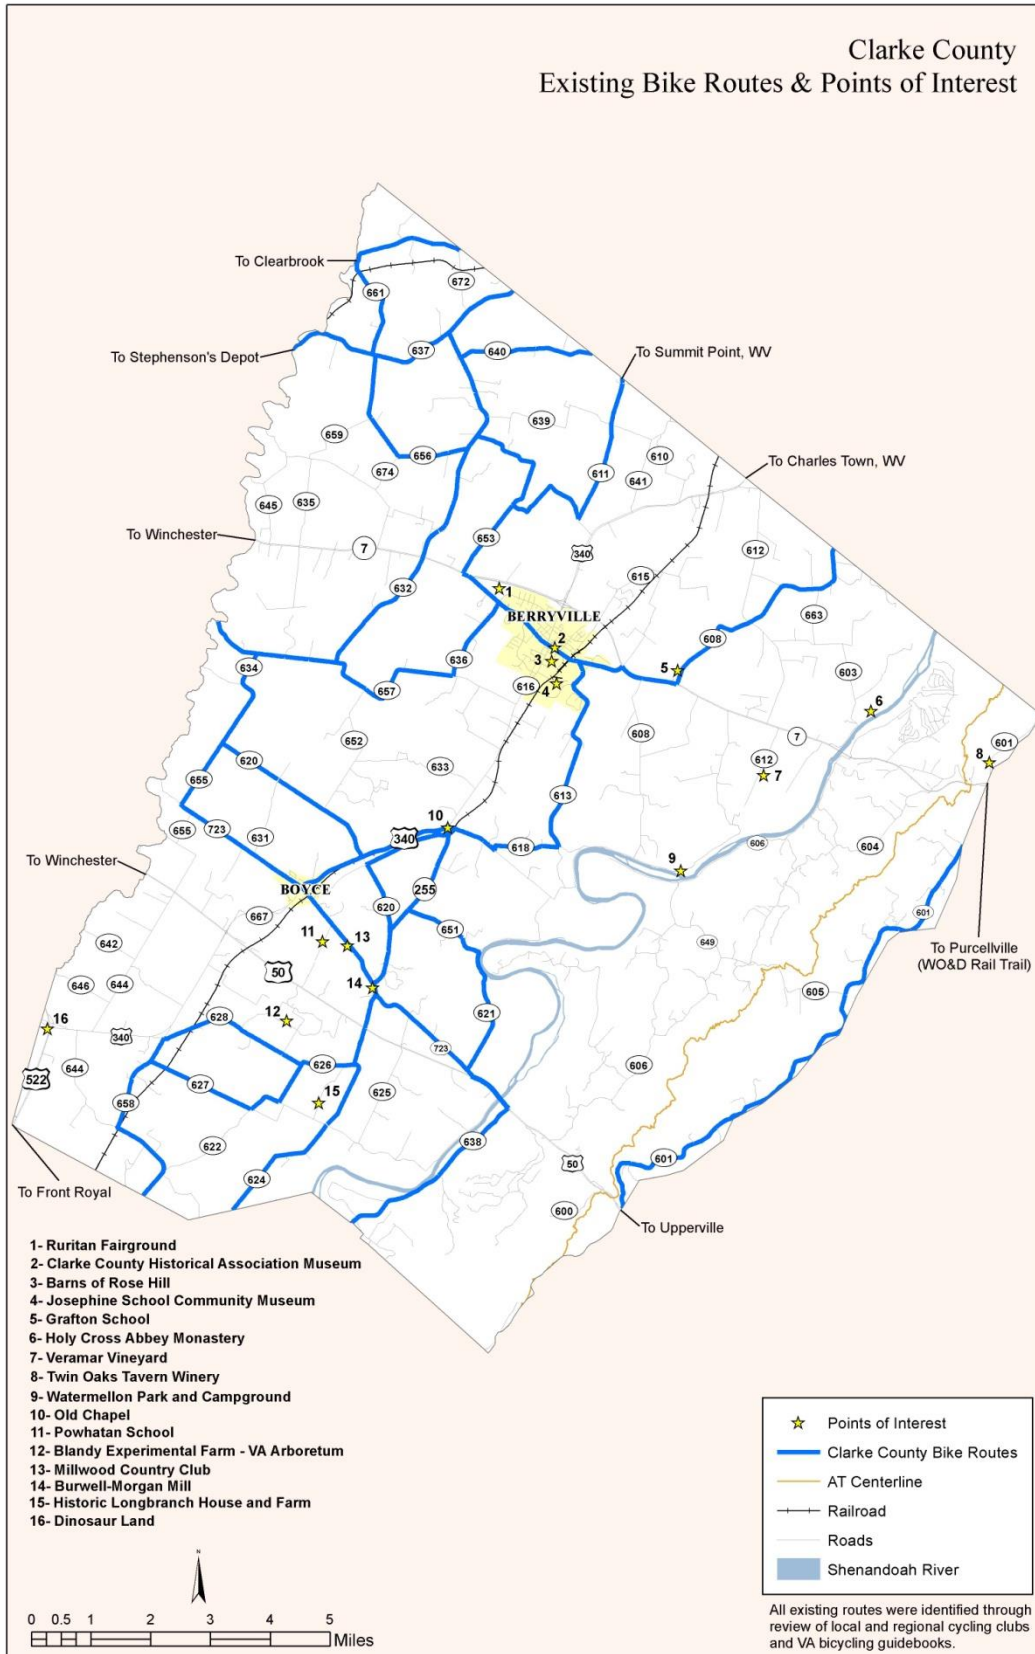 Clarke County
Existing Bike Routes & Points of Interest
To Clearbrook
672
661
To Stephenson's Depot
637
640
To Summit Point, WV
639
659
656
674
610
611
641
To Charles Town, WV
645
635
To Winchester
7
653
340
612
632
615
1
BERRYVILLE
663
608
2
634
636
3
5
603
657
616
4
6
652
608
7
601
620
633
612
8
7
655
613
10
655
723
631
340
618
606
604
To Winchester
9
BOYCE
255
667
620
651
601
11
13
649
To Purcellville
(WO&D Rail Trail)
642
50
646
644
14
605
628
12
621
16
340
723
644
626
606
522
627
625
658
15
622
638
50
601
624
To Front Royal
600
To Upperville
1- Ruritan Fairground
2- Clarke County Historical Association Museum
3- Barns of Rose Hill
4- Josephine School Community Museum
5- Grafton School
6- Holy Cross Abbey Monastery
7- Veramar Vineyard
8- Twin Oaks Tavern Winery
9- Watermellon Park and Campground
10- Old Chapel
11- Powhatan School
12- Blandy Experimental Farm - VA Arboretum
13- Millwood Country Club
14- Burwell-Morgan Mill
15- Historic Longbranch House and Farm
16- Dinosaur Land
N
0 0.5 1 2 3 4 5
Miles
Points of Interest
Clarke County Bike Routes
AT Centerline
Railroad
Roads
Shenandoah River
All existing routes were identified through
review of local and regional cycling clubs
and VA bicycling guidebooks.